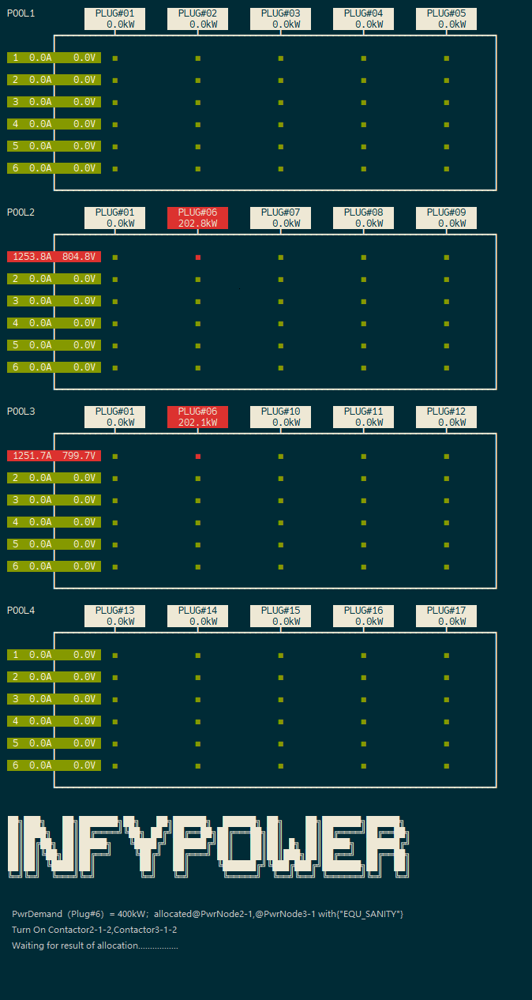 POOL1 PLUG#01 PLUG#02 PLUG#03 PLUG#04 PLUG#05
0.0kW 0.0kW 0.0kW 0.0kW 0.0kW
1 0.0A 0.0V
2 0.0A 0.0V
3 0.0A 0.0V
4 0.0A 0.0V
5 0.0A 0.0V
6 0.0A 0.0V
POOL2 PLUG#01 PLUG#06 PLUG#07 PLUG#08 PLUG#09
0.0kW 202.8kW 0.0kW 0.0kW 0.0kW
1253.8A 804.8V
2 0.0A 0.0V
3 0.0A 0.0V
4 0.0A 0.0V
5 0.0A 0.0V
6 0.0A 0.0V
POOL3 PLUG#01 PLUG#06 PLUG#10 PLUG#11 PLUG#12
0.0kW 202.1kW 0.0kW 0.0kW 0.0kW
1251.7A 799.7V
2 0.0A 0.0V
3 0.0A 0.0V
4 0.0A 0.0V
5 0.0A 0.0V
6 0.0A 0.0V
POOL4 PLUG#13 PLUG#14 PLUG#15 PLUG#16 PLUG#17
0.0kW 0.0kW 0.0kW 0.0kW 0.0kW
1 0.0A 0.0V
2 0.0A 0.0V
3 0.0A 0.0V
4 0.0A 0.0V
5 0.0A 0.0V
6 0.0A 0.0V
INFYPOWER
PwrDemand（Plug#6）= 400kW；allocated@PwrNode2-1,@PwrNode3-1 with{"EQU_SANITY"}
Turn On Contactor2-1-2,Contactor3-1-2
Waiting for result of allocation.................